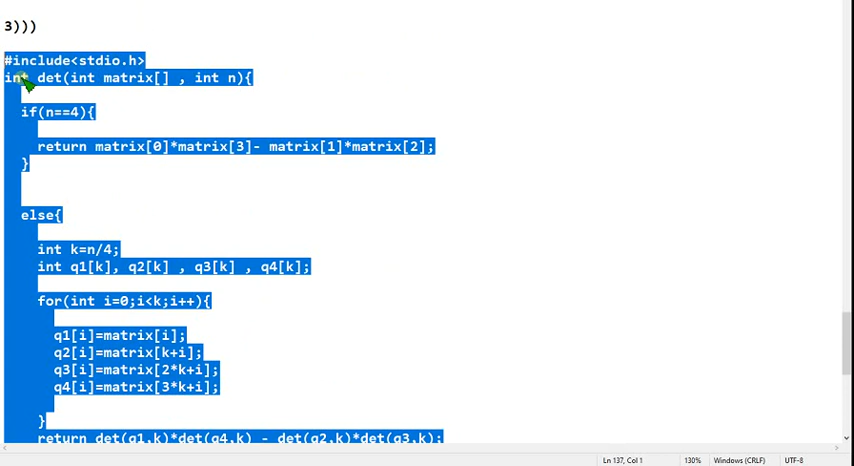 3)))
#include<stdio.h>
int det(int matrix[] , int n){
if(n==4){
return matrix[0]*matrix[3]- matrix[1]*matrix[2];
}
else{
int k=n/4;
int q1[k], q2[k] , q3[k] , q4[k];
for(int i=0;i<k;i++){
q1[i]=matrix[i];
q2[i]=matrix[k+i];
q3[i]=matrix[2*k+i];
q4[i]=matrix[3*k+i];
}
return det(q1,k)*det(q4,k) - det(q2,k)*det(q3,k);
Ln 137, Col 1 130% Windows (CRLF) UTF-8